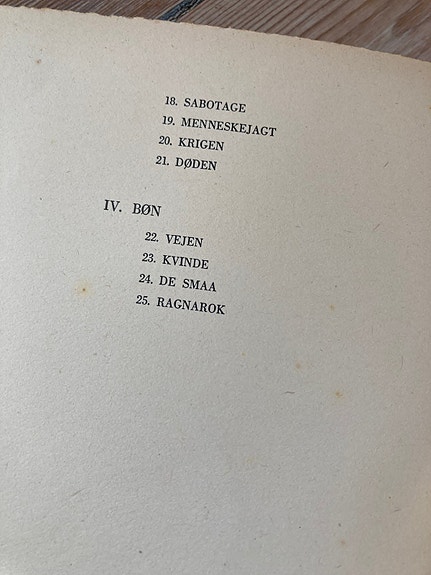 18. SABOTAGE
19. MENNESKEJAGT
20. KRIGEN
21. DØDEN
IV. BØN
22. VEJEN
23. KVINDE
24. DE SMAA
25. RAGNAROK